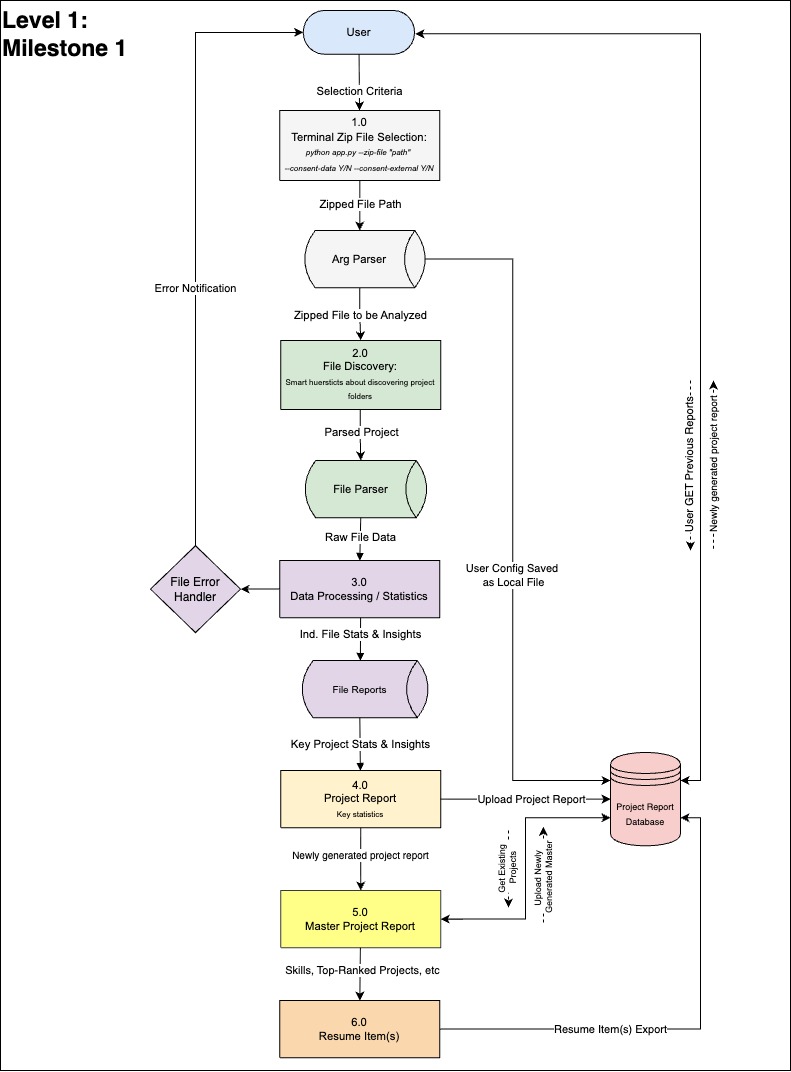 Level 1:
Milestone 1
User
Selection Criteria
1.0
Terminal Zip File Selection:
python app.py --zip-file "path"
--consent-data Y/N --consent-external Y/N
Zipped File Path
Arg Parser
Error Notification
Zipped File to be Analyzed
2.0
File Discovery:
Smart huersticts about discovering project
folders
Parsed Project
File Parser
Raw File Data
User GET Previous Reports
Newly generated project report
User Config Saved
as Local File
File Error
Handler
3.0
Data Processing / Statistics
Ind. File Stats & Insights
File Reports
Key Project Stats & Insights
4.0
Project Report
Key statistics
Upload Project Report
Project Report
Database
Newly generated project report
Get Existing
Projects
Upload Newly
Generated Master
5.0
Master Project Report
Skills, Top-Ranked Projects, etc
6.0
Resume Item(s)
Resume Item(s) Export